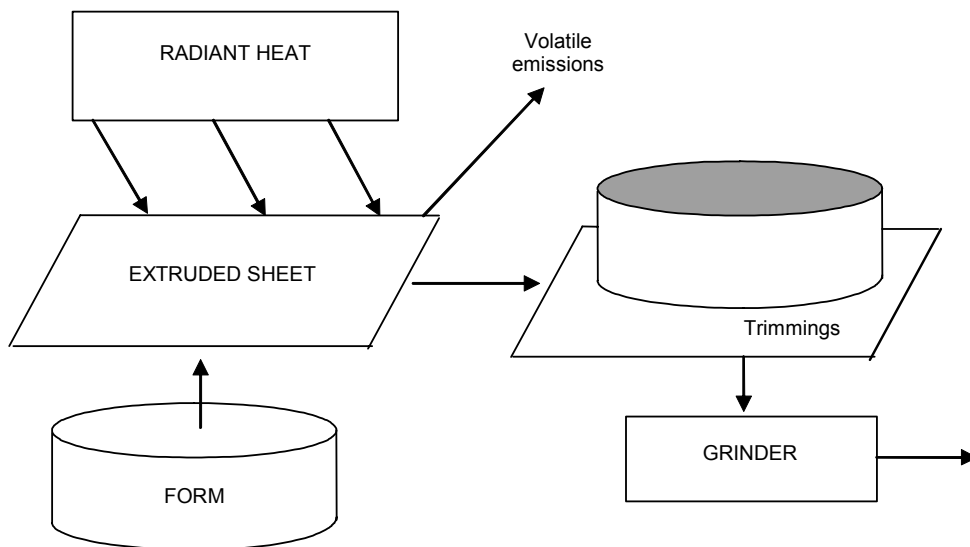 RADIANT HEAT
Volatile
emissions
EXTRUDED SHEET
Trimmings
GRINDER
FORM